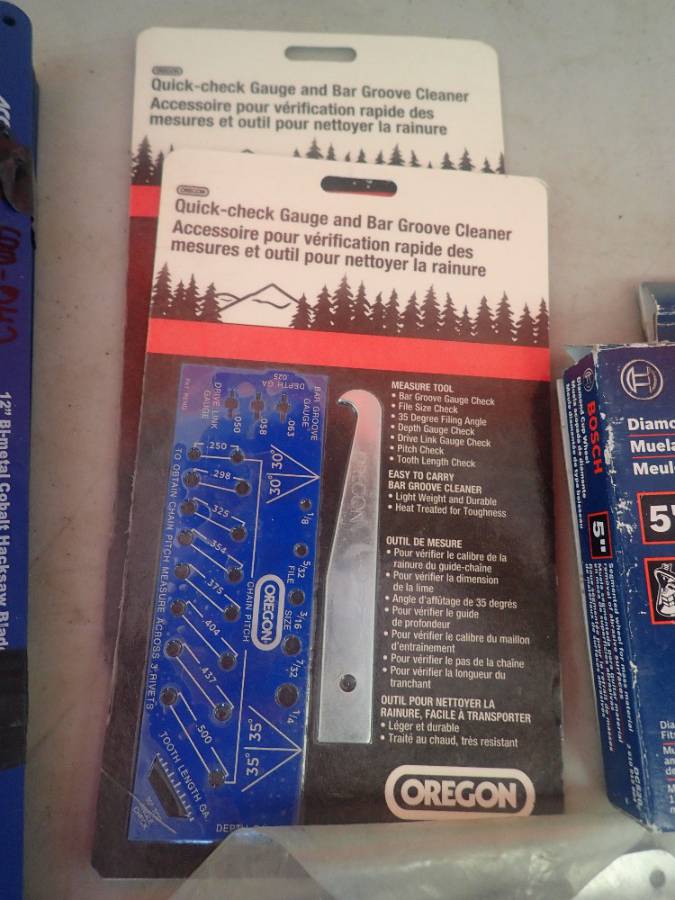 OREGON
Quick-check Gauge and Bar Groove Cleaner
Accessoire pour vérification rapide des
mesures et outil pour nettoyer la rainure
OREGON
Quick-check Gauge and Bar Groove Cleaner
Accessoire pour vérification rapide des
mesures et outil pour nettoyer la rainure
MEASURE TOOL
• Bar Groove Gauge Check
• File Size Check
• 35 Degree Filing Angle
• Depth Gauge Check
• Drive Link Gauge Check
• Pitch Check
• Tooth Length Check
EASY TO CARRY
BAR GROOVE CLEANER
• Light Weight and Durable
• Heat Treated for Toughness
OUTIL DE MESURE
• Pour vérifier le calibre de la
rainure du guide-chaîne
• Pour vérifier la dimension
de la lime
• Angle d'affûtage de 35 degrés
• Pour vérifier le guide
de profondeur
• Pour vérifier le calibre du maillon
d'entraînement
• Pour vérifier le pas de la chaîne
• Pour vérifier la longueur du
tranchant
OUTIL POUR NETTOYER LA
RAINURE, FACILE À TRANSPORTER
• Léger et durable
• Traité au chaud, très résistant
OREGON
DEPTH GA
.025
BAR GROOVE
GAUGE
DRIVE LINK
GAUGE
.050
.058
.063
.250
.298
.325
.354
.375
.404
.437
.500
30° 30°
1/8
5/32
FILE SIZE
3/16
7/32
1/4
CHAIN PITCH
OREGON
TO OBTAIN CHAIN PITCH MEASURE ACROSS 3 RIVETS
35° 35°
TOOTH LENGTH GA.
12" Bi-metal Cobalt Hacksaw Blad
BOSCH
5"
Diamond Cup Wheel
Diamo
Muela
Meul
5"